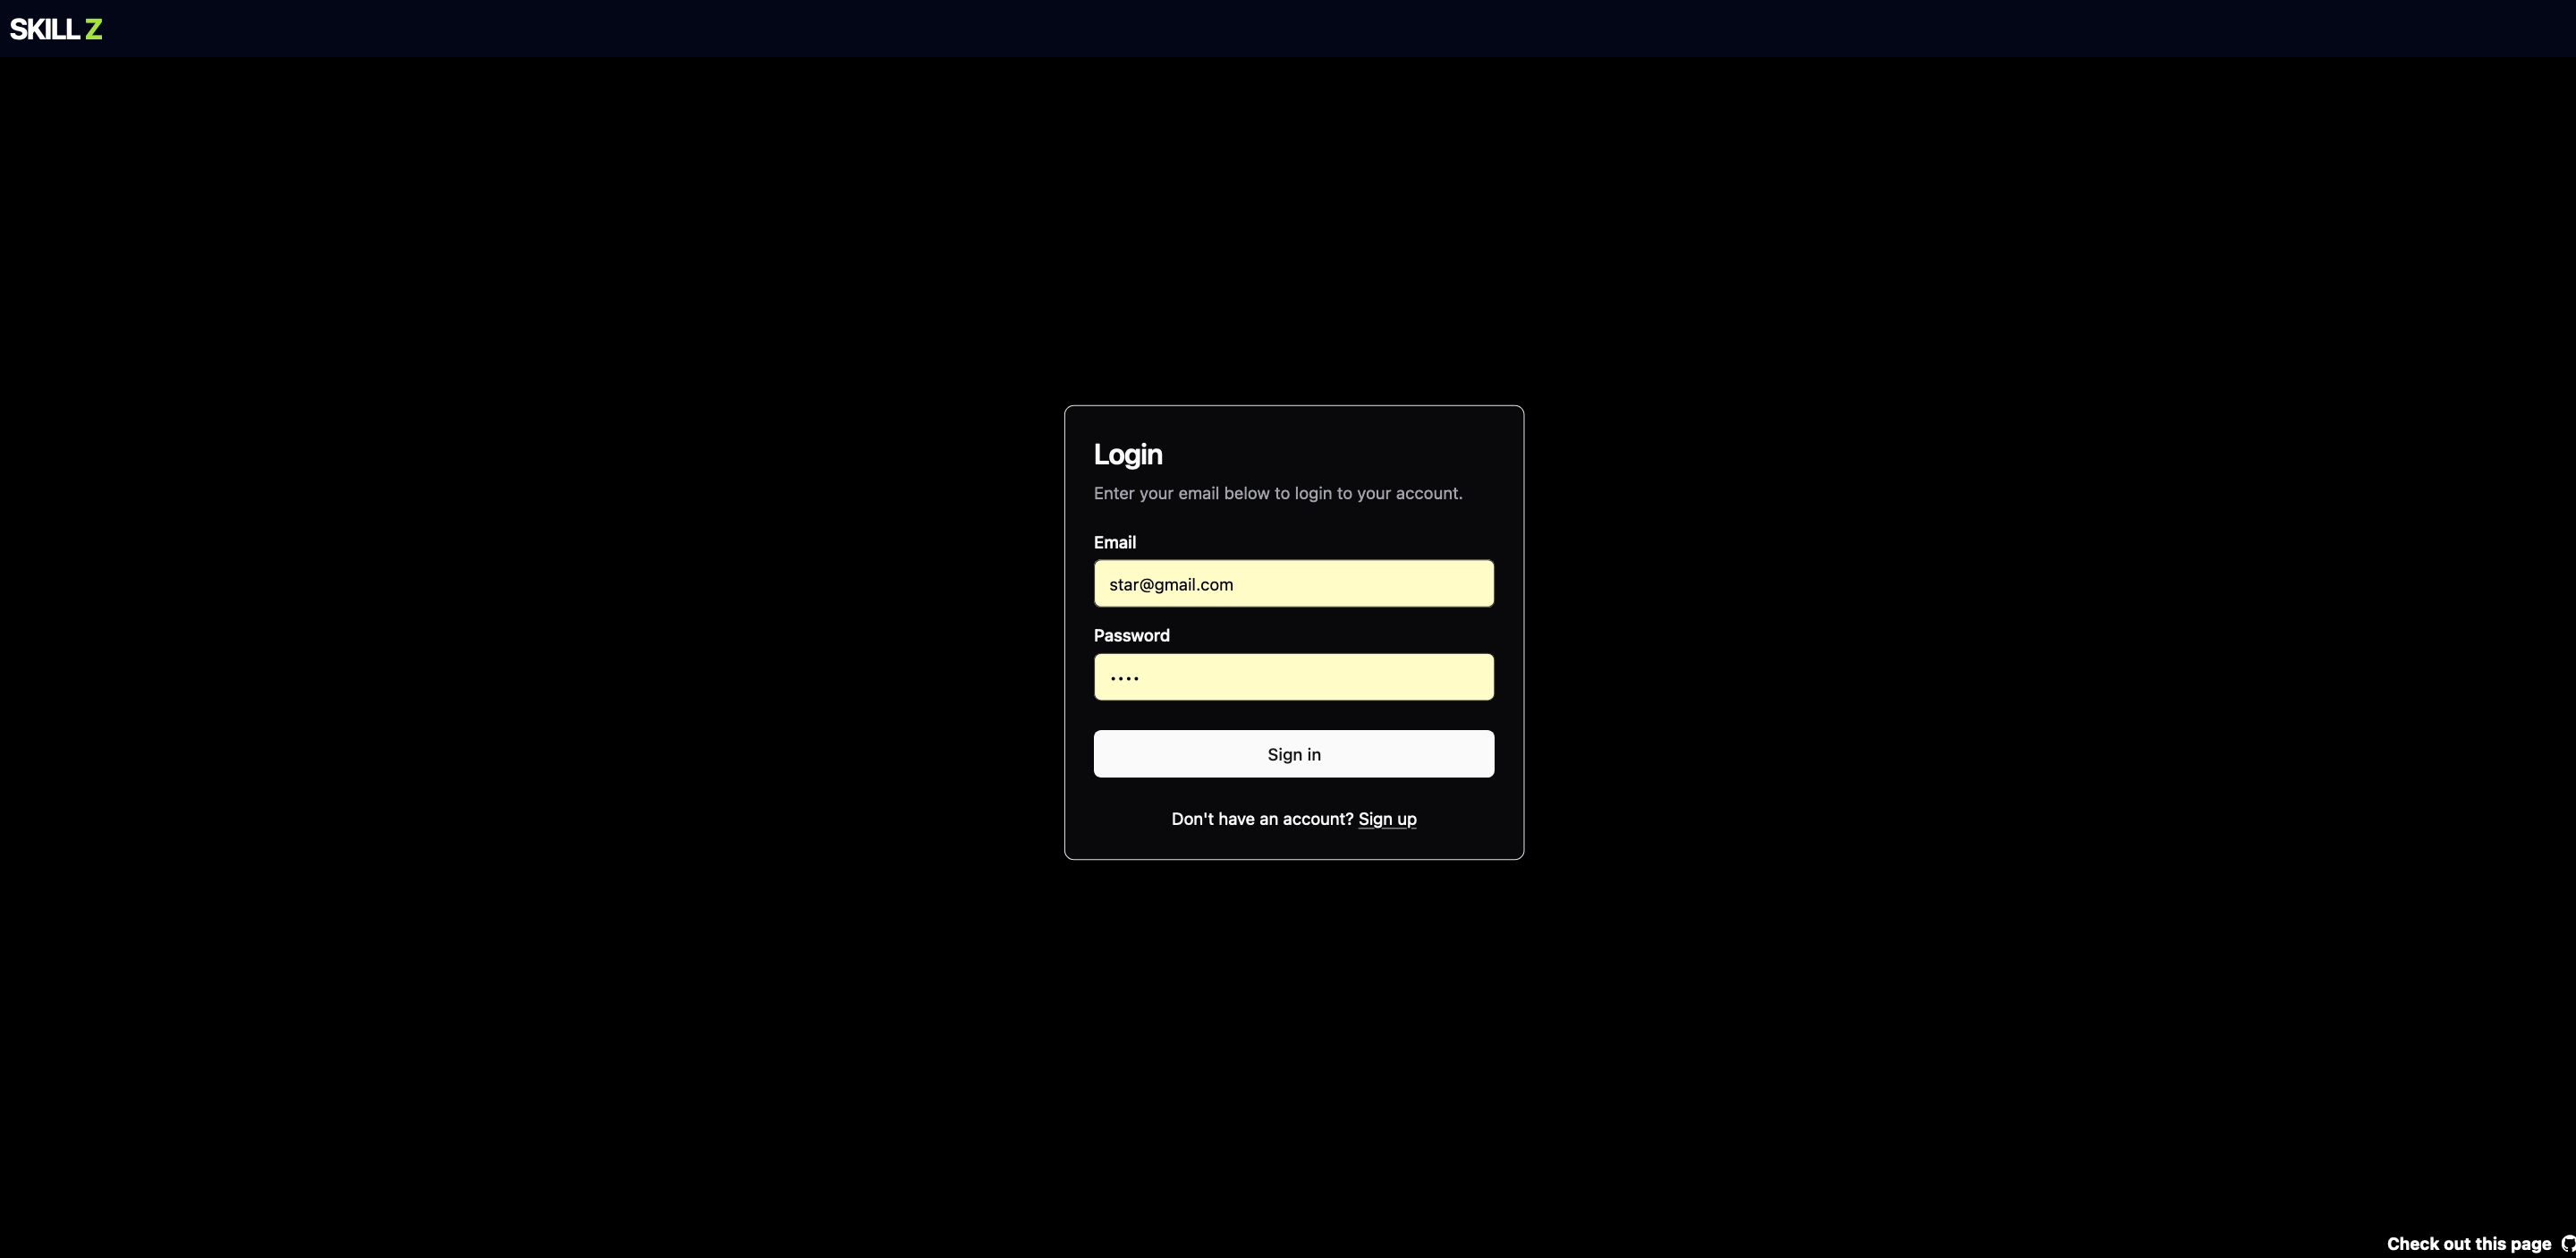 SKILL Z
Login
Enter your email below to login to your account.
Email
star@gmail.com
Password
••••
Sign in
Don't have an account? Sign up
Check out this page